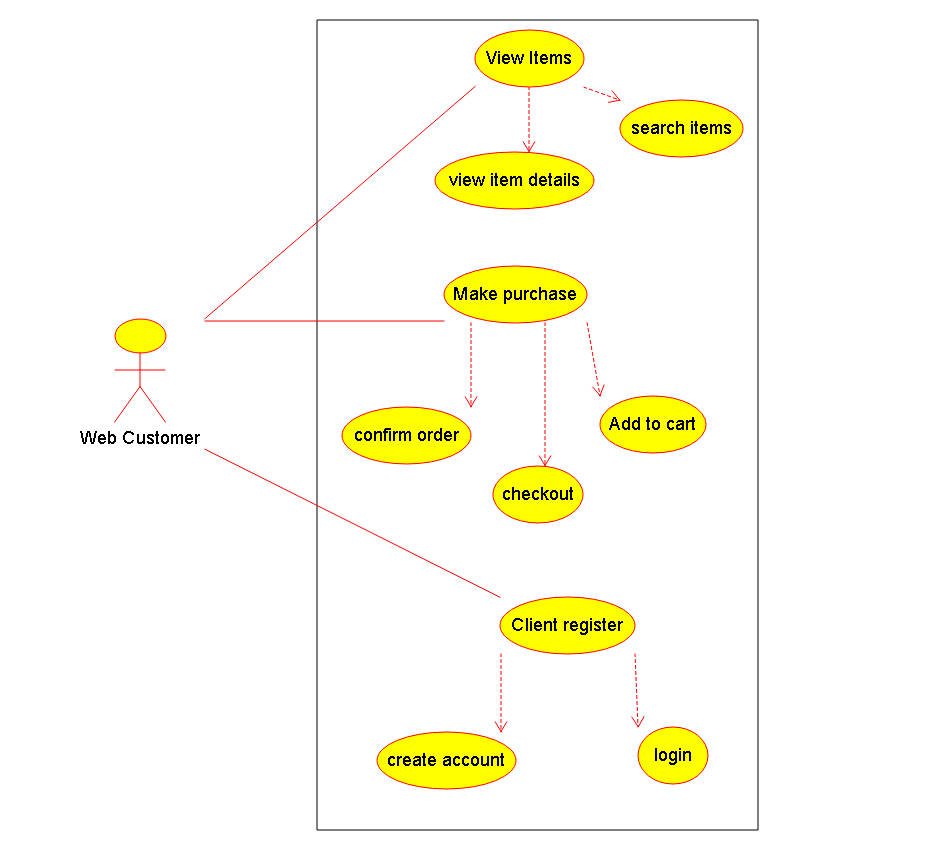 View Items
search items
view item details
Make purchase
Web Customer
confirm order
Add to cart
checkout
Client register
create account
login